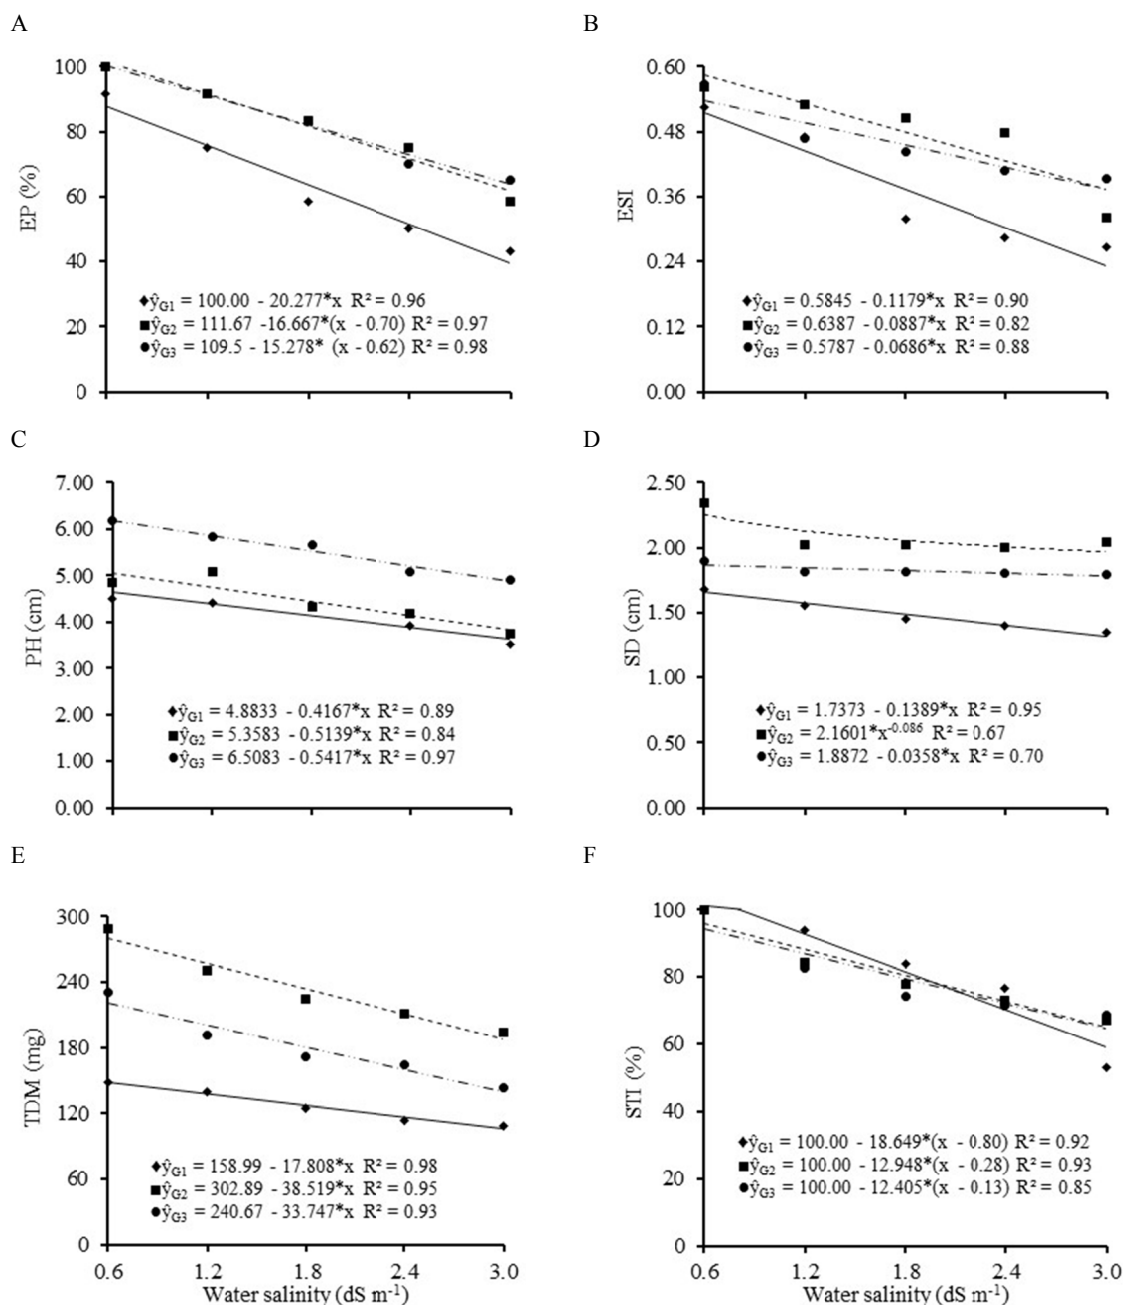 A
100
80
60
40
20
0
EP (%)
◆ŷG1 = 100.00 - 20.277*x R² = 0.96
■ŷG2 = 111.67 -16.667*(x - 0.70) R² = 0.97
●ŷG3 = 109.5 - 15.278* (x - 0.62) R² = 0.98
B
0.60
0.48
0.36
0.24
0.12
0.00
ESI
◆ŷG1 = 0.5845 - 0.1179*x R² = 0.90
■ŷG2 = 0.6387 - 0.0887*x R² = 0.82
●ŷG3 = 0.5787 - 0.0686*x R² = 0.88
C
7.00
6.00
5.00
4.00
3.00
2.00
1.00
0.00
PH (cm)
◆ŷG1 = 4.8833 - 0.4167*x R² = 0.89
■ŷG2 = 5.3583 - 0.5139*x R² = 0.84
●ŷG3 = 6.5083 - 0.5417*x R² = 0.97
D
2.50
2.00
1.50
1.00
0.50
0.00
SD (cm)
◆ŷG1 = 1.7373 - 0.1389*x R² = 0.95
■ŷG2 = 2.1601*x-0.086 R² = 0.67
●ŷG3 = 1.8872 - 0.0358*x R² = 0.70
E
300
240
180
120
60
0
TDM (mg)
◆ŷG1 = 158.99 - 17.808*x R² = 0.98
■ŷG2 = 302.89 - 38.519*x R² = 0.95
●ŷG3 = 240.67 - 33.747*x R² = 0.93
0.6 1.2 1.8 2.4 3.0
Water salinity (dS m-1)
F
100
80
60
40
20
0
STI (%)
◆ŷG1 = 100.00 - 18.649*(x - 0.80) R² = 0.92
■ŷG2 = 100.00 - 12.948*(x - 0.28) R² = 0.93
●ŷG3 = 100.00 - 12.405*(x - 0.13) R² = 0.85
0.6 1.2 1.8 2.4 3.0
Water salinity (dS m-1)